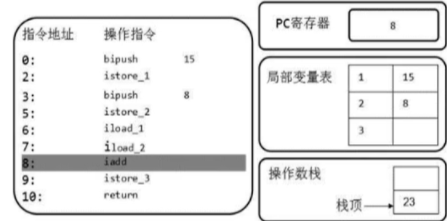 指令地址 操作指令
0: bipush 15
2: istore_1
3: bipush 8
5: istore_2
6: iload_1
7: iload_2
8: iadd
9: istore_3
10: return
PC寄存器 8
局部变量表
1 15
2 8
3
操作数栈
栈顶 23